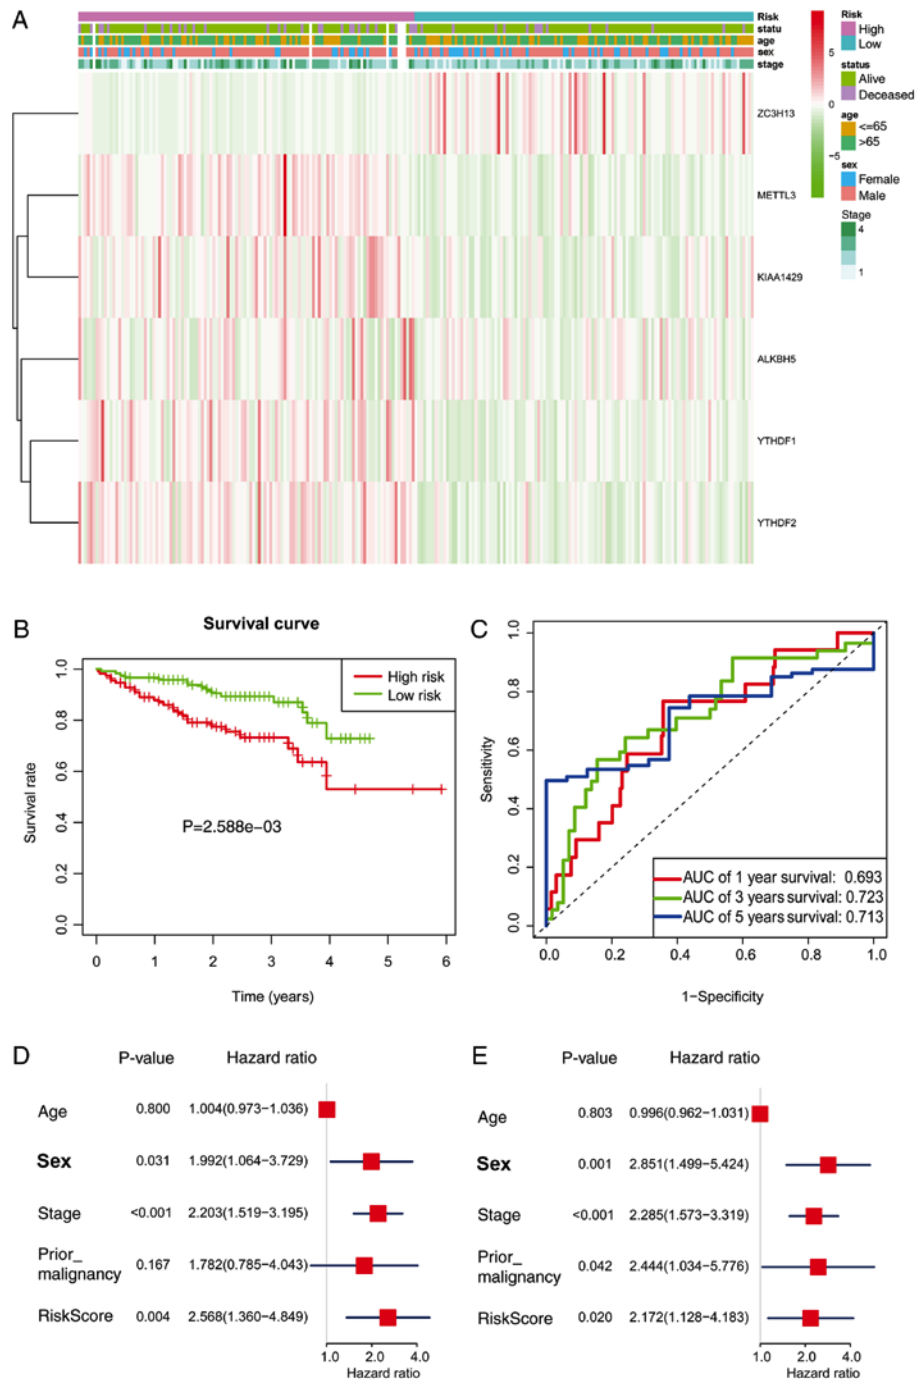 A
Risk
statu
age
sex
stage
ZC3H13
METTL3
KIAA1429
ALKBH5
YTHDF1
YTHDF2
5
0
−5
Risk
High
Low
status
Alive
Deceased
age
<=65
>65
sex
Female
Male
Stage
4
1
B
Survival curve
High risk
Low risk
P=2.588e−03
Survival rate
0.0
0.2
0.4
0.6
0.8
1.0
0 1 2 3 4 5 6
Time (years)
C
Sensitivity
0.0
0.2
0.4
0.6
0.8
1.0
AUC of 1 year survival: 0.693
AUC of 3 years survival: 0.723
AUC of 5 years survival: 0.713
0.0 0.2 0.4 0.6 0.8 1.0
1−Specificity
D
P-value Hazard ratio
Age 0.800 1.004(0.973−1.036)
Sex 0.031 1.992(1.064−3.729)
Stage <0.001 2.203(1.519−3.195)
Prior_
malignancy 0.167 1.782(0.785−4.043)
RiskScore 0.004 2.568(1.360−4.849)
1.0 2.0 4.0
Hazard ratio
E
P-value Hazard ratio
Age 0.803 0.996(0.962−1.031)
Sex 0.001 2.851(1.499−5.424)
Stage <0.001 2.285(1.573−3.319)
Prior_
malignancy 0.042 2.444(1.034−5.776)
RiskScore 0.020 2.172(1.128−4.183)
1.0 2.0 4.0
Hazard ratio